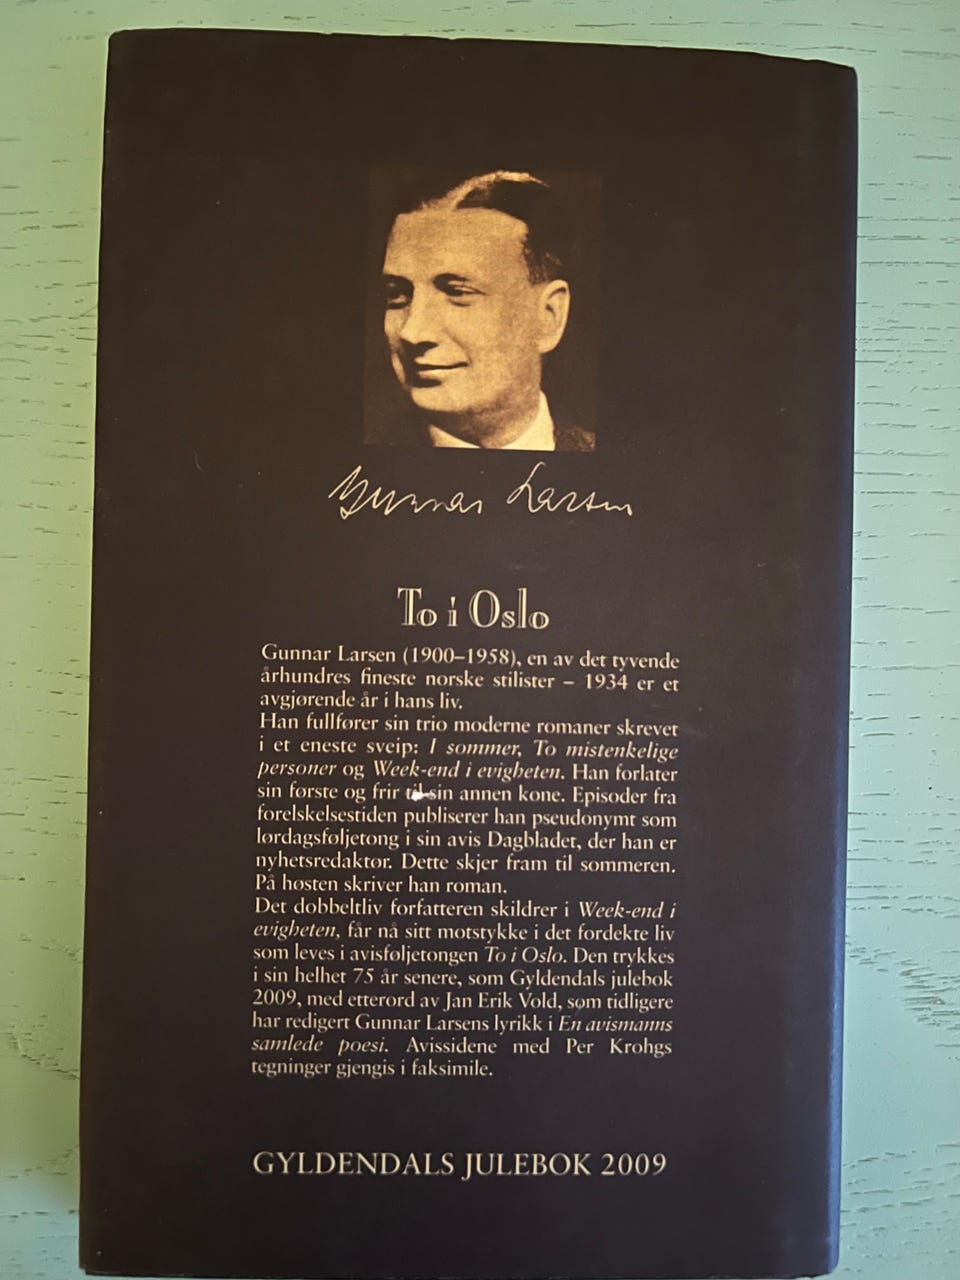 Gunnar Larsen
To i Oslo
Gunnar Larsen (1900–1958), en av det tyvende
århundres fineste norske stilister – 1934 er et
avgjørende år i hans liv.
Han fullfører sin trio moderne romaner skrevet
i et eneste sveip: I sommer, To mistenkelige
personer og Week-end i evigheten. Han forlater
sin første og frir til sin annen kone. Episoder fra
forelskelsestiden publiserer han pseudonymt som
lørdagsføljetong i sin avis Dagbladet, der han er
nyhetsredaktør. Dette skjer fram til sommeren.
På høsten skriver han roman.
Det dobbeltliv forfatteren skildrer i Week-end i
evigheten, får nå sitt motstykke i det fordekte liv
som leves i avisføljetongen To i Oslo. Den trykkes
i sin helhet 75 år senere, som Gyldendals julebok
2009, med etterord av Jan Erik Vold, som tidligere
har redigert Gunnar Larsens lyrikk i En avismanns
samlede poesi. Avissidene med Per Krohgs
tegninger gjengis i faksimile.
GYLDENDALS JULEBOK 2009